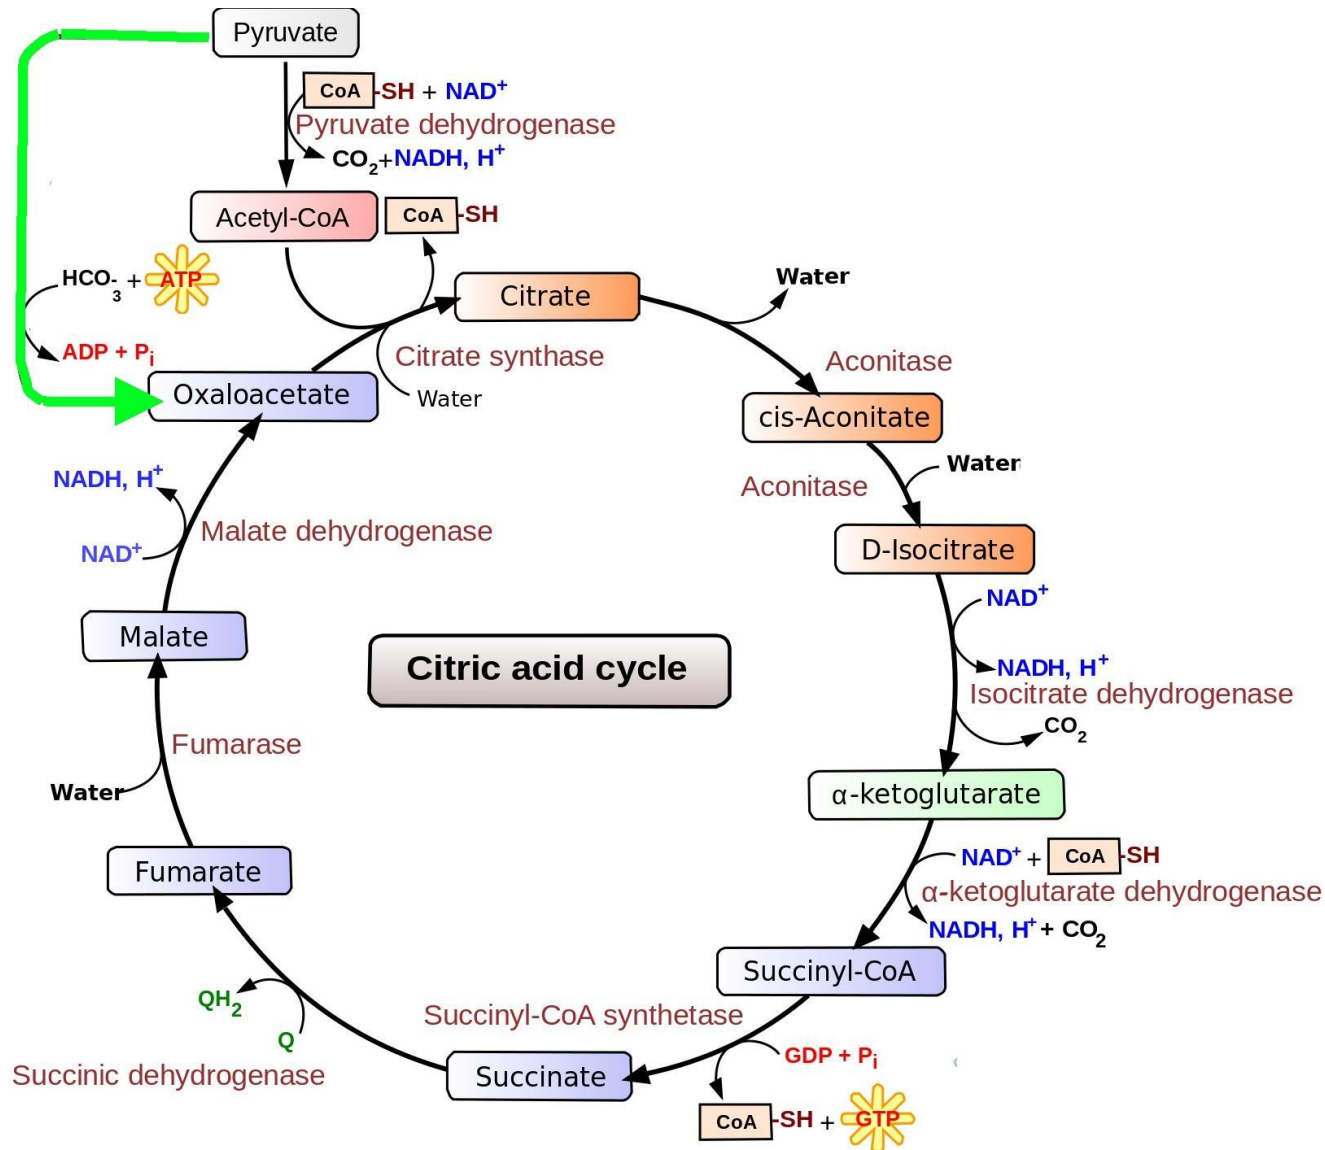 Pyruvate
CoA-SH + NAD⁺
Pyruvate dehydrogenase
CO₂+NADH, H⁺
Acetyl-CoA
CoA-SH
HCO₃⁻ + ATP
ADP + Pᵢ
Citrate
Water
Citrate synthase
Water
Aconitase
Oxaloacetate
cis-Aconitate
Water
Aconitase
NADH, H⁺
NAD⁺
Malate dehydrogenase
D-Isocitrate
NAD⁺
NADH, H⁺
Isocitrate dehydrogenase
CO₂
Malate
Citric acid cycle
Fumarase
Water
α-ketoglutarate
NAD⁺ + CoA-SH
α-ketoglutarate dehydrogenase
NADH, H⁺ + CO₂
Fumarate
Succinyl-CoA
QH₂
Q
Succinic dehydrogenase
Succinyl-CoA synthetase
GDP + Pᵢ
Succinate
CoA-SH + GTP